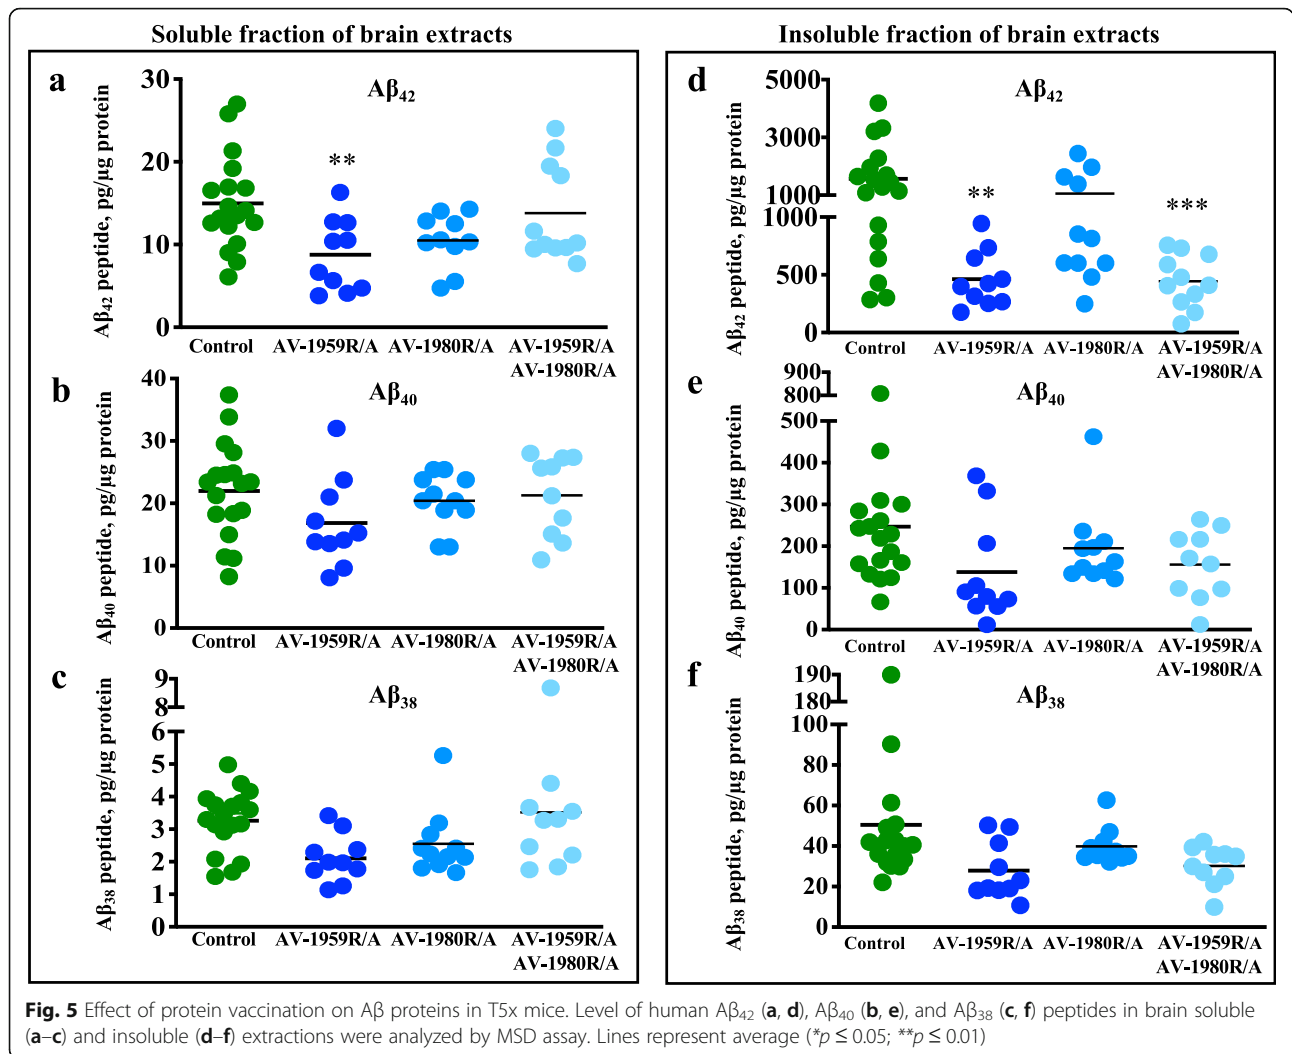 Soluble fraction of brain extracts
a
Aβ42
Aβ42 peptide, pg/µg protein
30
20
10
0
**
Control AV-1959R/A AV-1980R/A AV-1959R/A
AV-1980R/A
b
Aβ40
Aβ40 peptide, pg/µg protein
40
30
20
10
0
Control AV-1959R/A AV-1980R/A AV-1959R/A
AV-1980R/A
c
Aβ38
Aβ38 peptide, pg/µg protein
9
8
6
5
4
3
2
1
0
Control AV-1959R/A AV-1980R/A AV-1959R/A
AV-1980R/A
Insoluble fraction of brain extracts
d
Aβ42
Aβ42 peptide, pg/µg protein
5000
3000
1000
1000
500
0
**
***
Control AV-1959R/A AV-1980R/A AV-1959R/A
AV-1980R/A
e
Aβ40
Aβ40 peptide, pg/µg protein
900
800
500
400
300
200
100
0
Control AV-1959R/A AV-1980R/A AV-1959R/A
AV-1980R/A
f
Aβ38
Aβ38 peptide, pg/µg protein
190
180
100
80
60
40
20
0
Control AV-1959R/A AV-1980R/A AV-1959R/A
AV-1980R/A
Fig. 5 Effect of protein vaccination on Aβ proteins in T5x mice. Level of human Aβ42 (a, d), Aβ40 (b, e), and Aβ38 (c, f) peptides in brain soluble
(a–c) and insoluble (d–f) extractions were analyzed by MSD assay. Lines represent average (*p ≤ 0.05; **p ≤ 0.01)